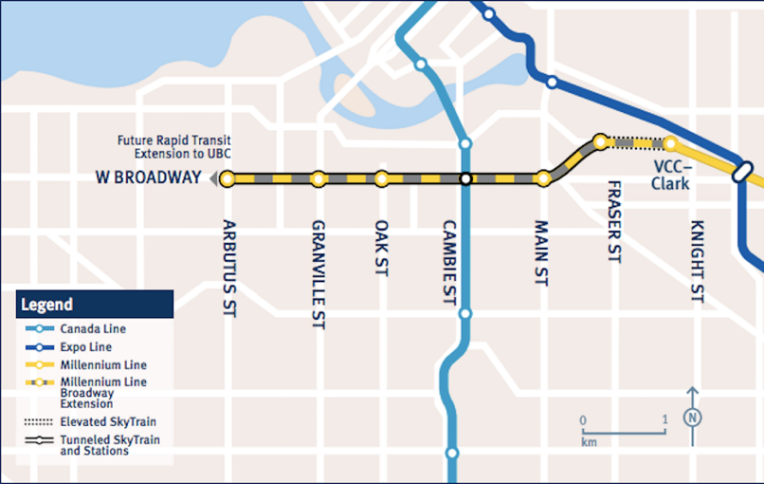 Future Rapid Transit
Extension to UBC
W BROADWAY
VCC–
Clark
ARBUTUS ST
GRANVILLE ST
OAK ST
CAMBIE ST
MAIN ST
FRASER ST
KNIGHT ST
Legend
Canada Line
Expo Line
Millennium Line
Millennium Line
Broadway
Extension
Elevated SkyTrain
Tunneled SkyTrain
and Stations
0 1
km
N